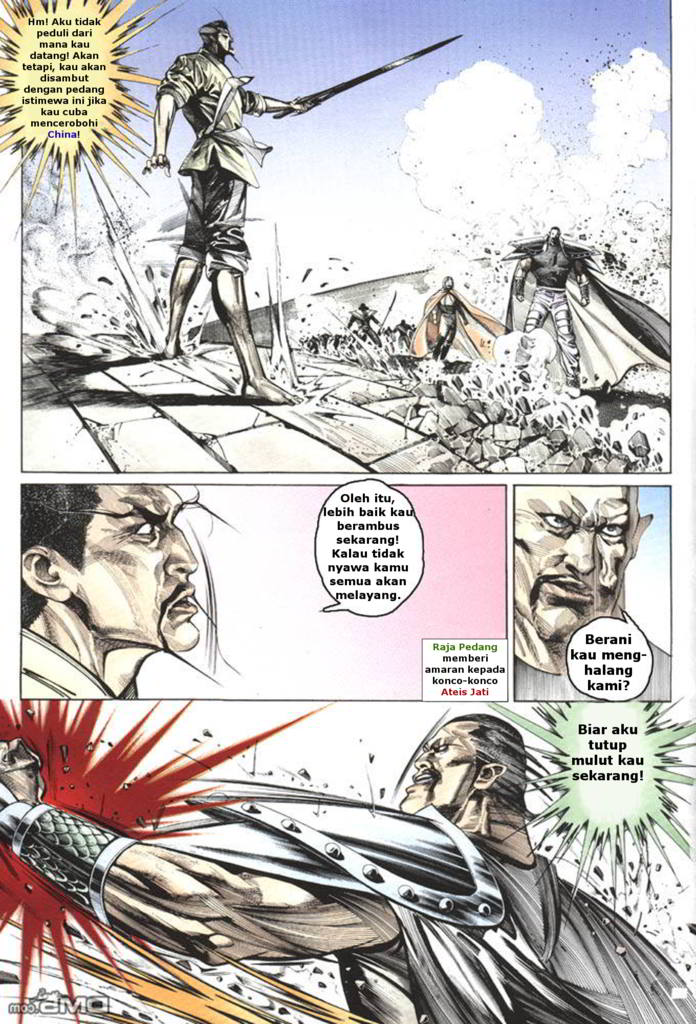 Hm! Aku tidak
peduli dari
mana kau
datang! Akan
tetapi, kau akan
disambut
dengan pedang
istimewa ini jika
kau cuba
mencerobohi
China!
Oleh itu,
lebih baik kau
berambus
sekarang!
Kalau tidak
nyawa kamu
semua akan
melayang.
Raja Pedang
memberi
amaran kepada
konco-konco
Ateis Jati
Berani
kau meng-
halang
kami?
Biar aku
tutup
mulut kau
sekarang!